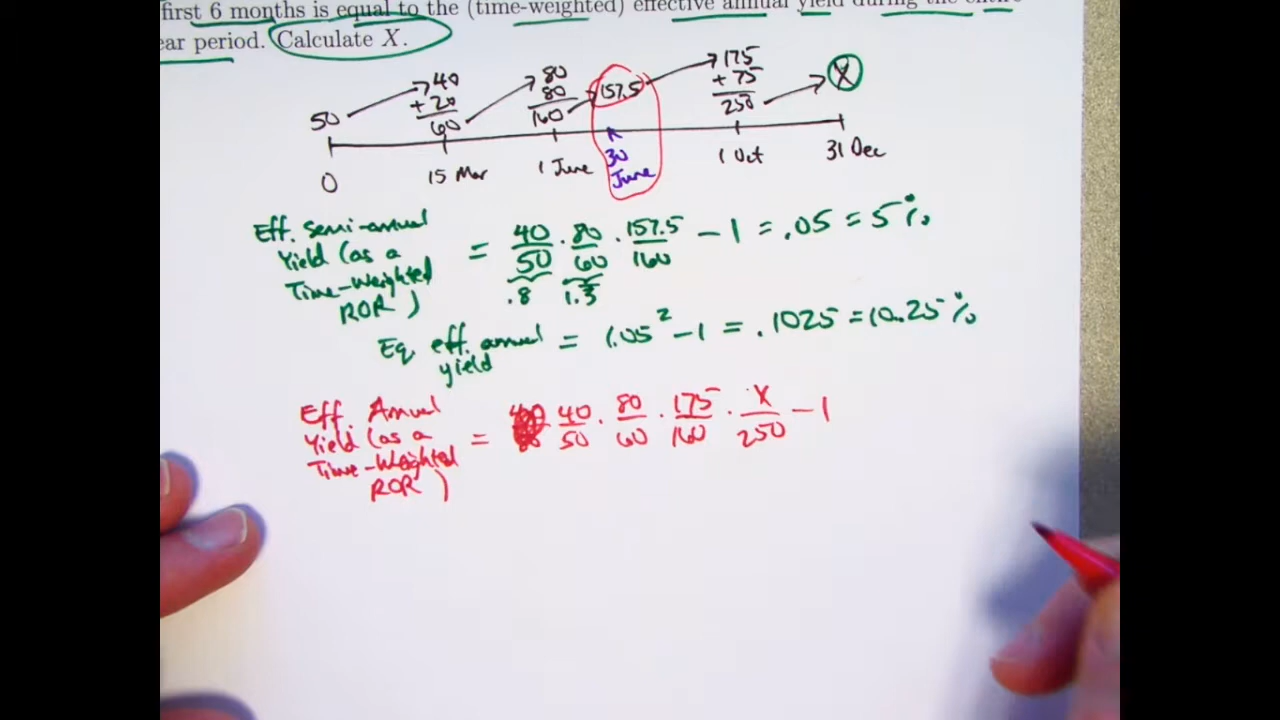 first 6 months is equal to the (time-weighted) effective annual yield during the entire
ear period. Calculate X.
50
40
+ 20
60
80
80
160
157.5
175
+ 75
250
X
0
15 Mar
1 June
30
June
1 Oct
31 Dec
Eff. Semi-annual
Yield (as a
Time-Weighted
ROR)
= 40/50 · 80/60 · 157.5/160 - 1 = .05 = 5%
.8 1.3
Eq eff. annual
yield
= 1.05² - 1 = .1025 = 10.25%
Eff. Annual
Yield (as a
Time-Weighted
ROR)
= 40/50 · 80/60 · 175/160 · X/250 - 1